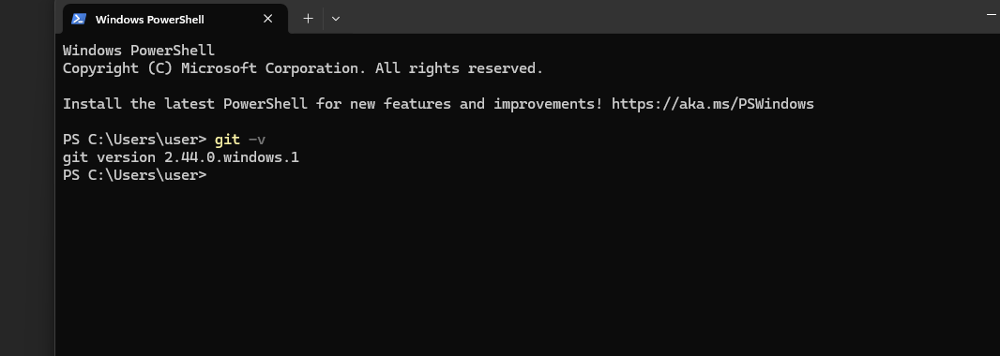 Windows PowerShell
Windows PowerShell
Copyright (C) Microsoft Corporation. All rights reserved.
Install the latest PowerShell for new features and improvements! https://aka.ms/PSWindows
PS C:\Users\user> git -v
git version 2.44.0.windows.1
PS C:\Users\user>